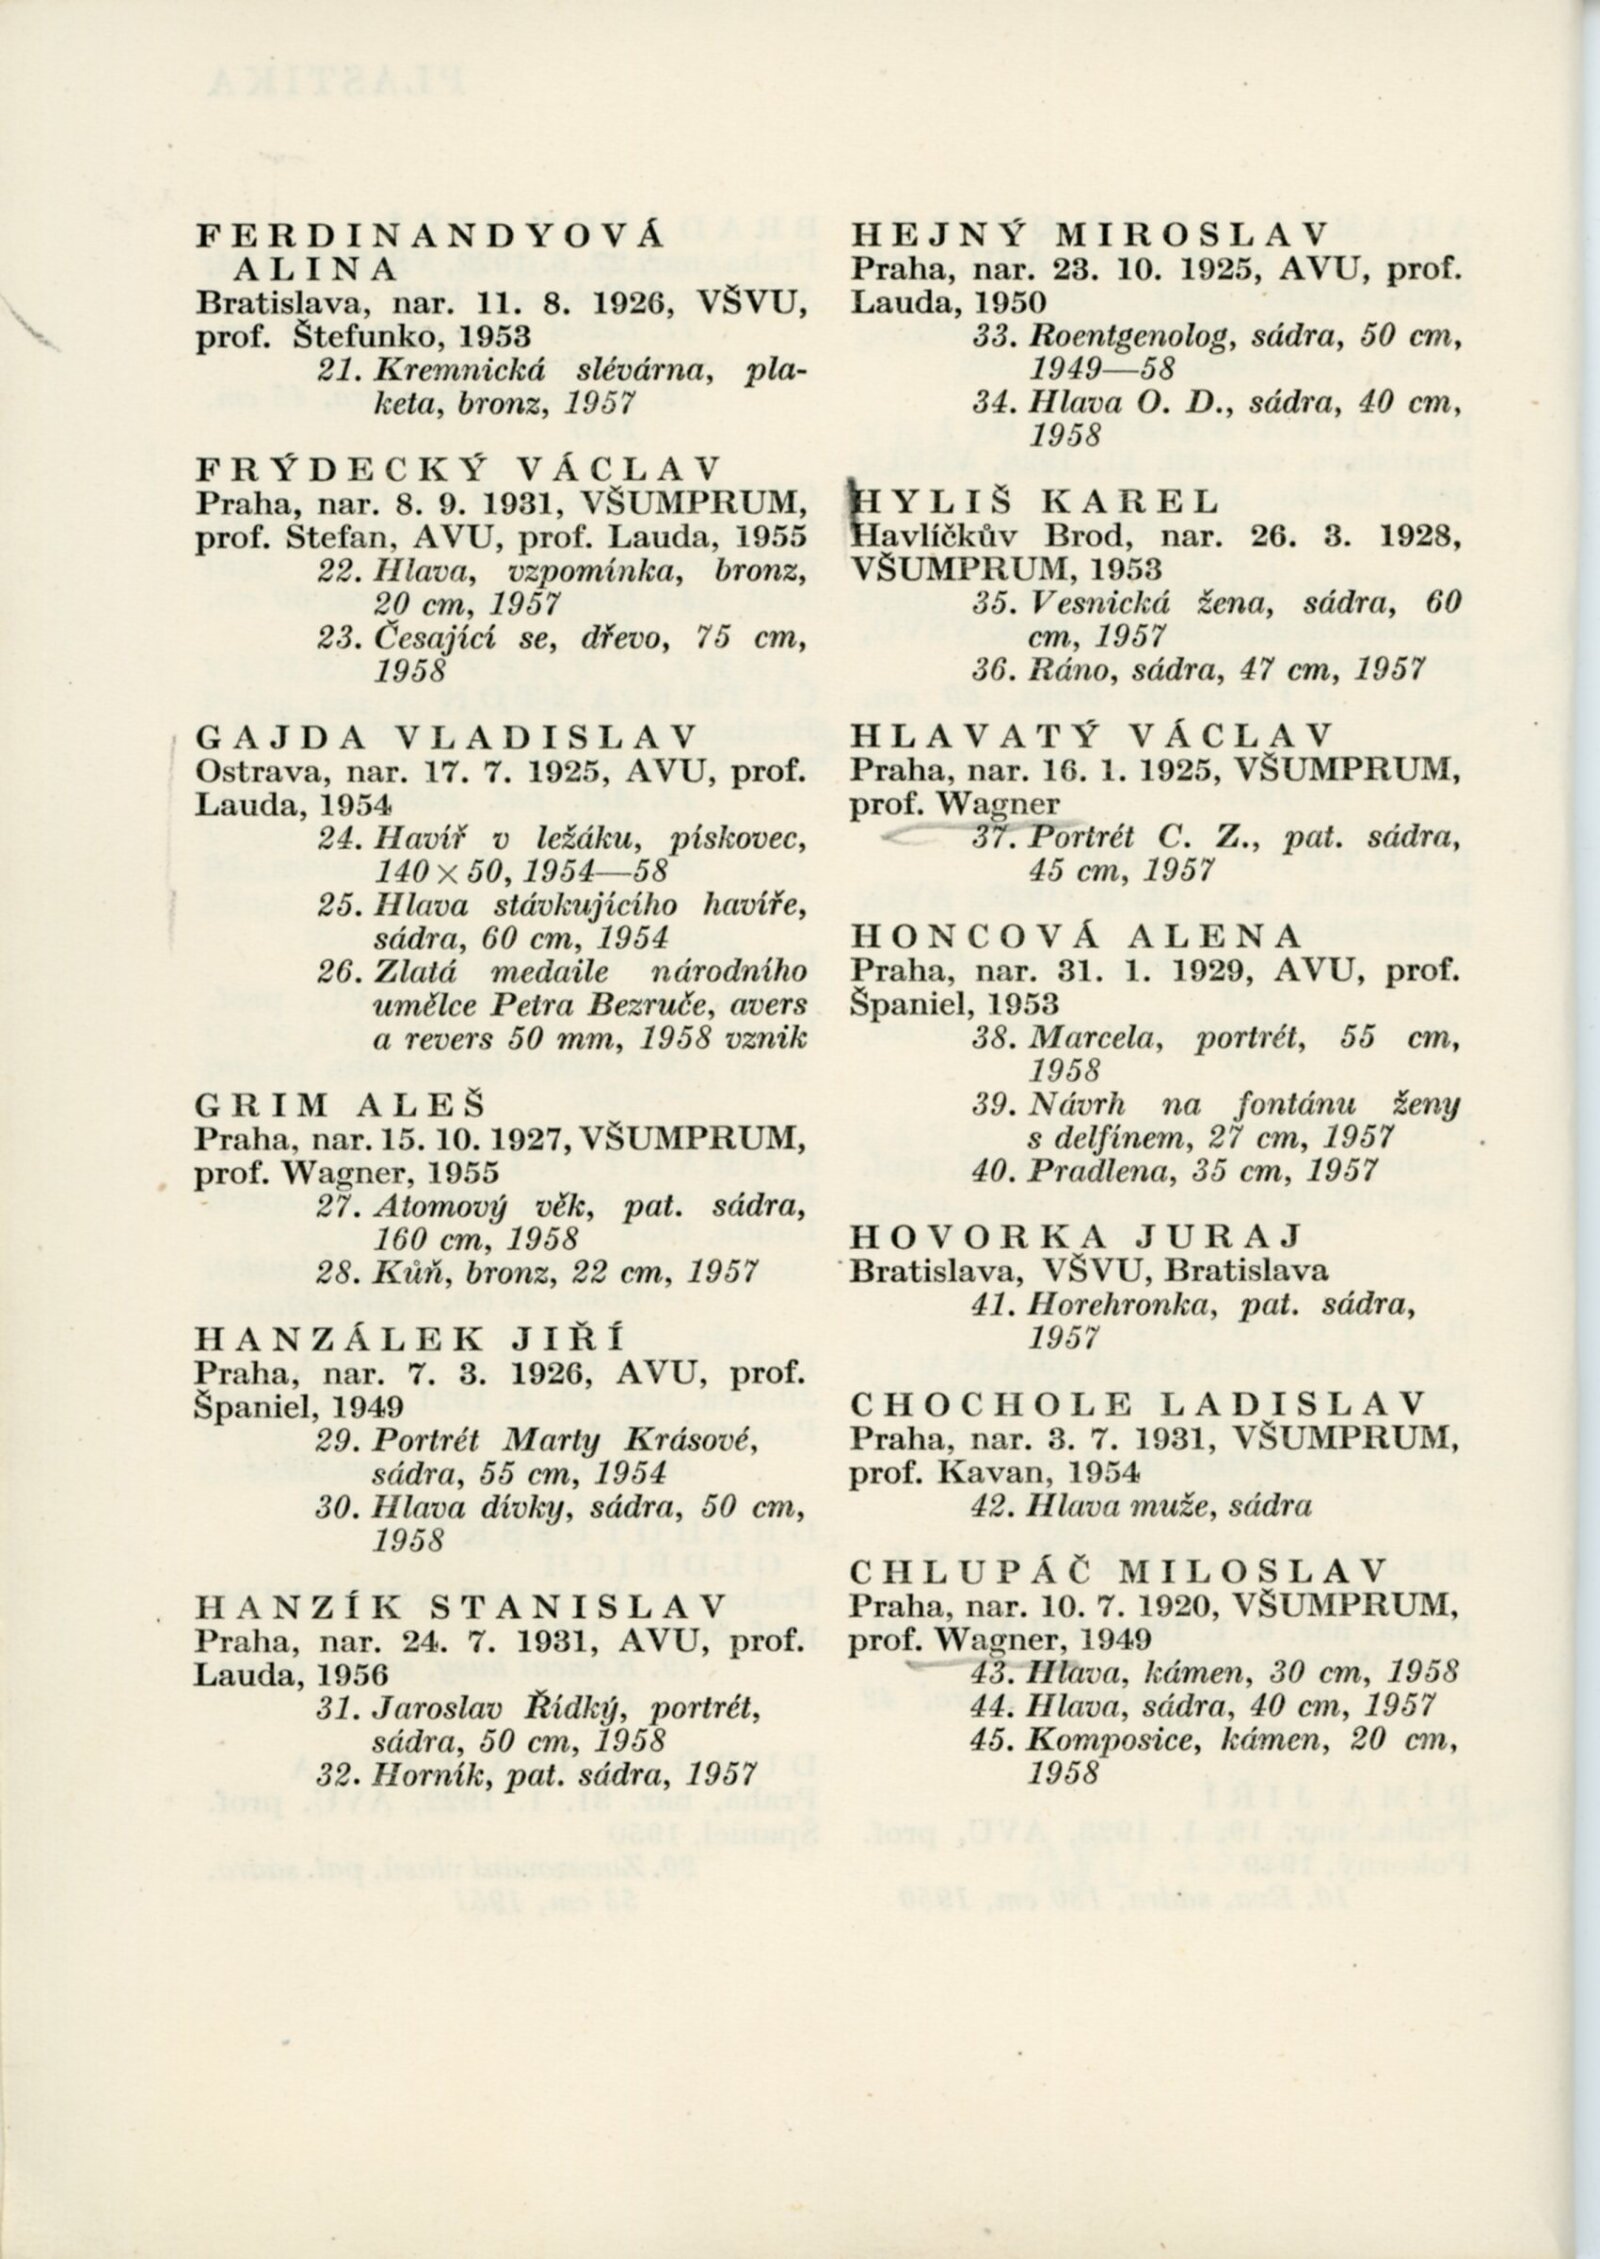 FERDINANDYOVÁ
ALINA
Bratislava, nar. 11. 8. 1926, VŠVU,
prof. Štefunko, 1953
21. Kremnická slévárna, pla-
keta, bronz, 1957
FRÝDECKÝ VÁCLAV
Praha, nar. 8. 9. 1931, VŠUMPRUM,
prof. Stefan, AVU, prof. Lauda, 1955
22. Hlava, vzpomínka, bronz,
20 cm, 1957
23. Česající se, dřevo, 75 cm,
1958
GAJDA VLADISLAV
Ostrava, nar. 17. 7. 1925, AVU, prof.
Lauda, 1954
24. Havíř v ležáku, pískovec,
140 × 50, 1954—58
25. Hlava stávkujícího havíře,
sádra, 60 cm, 1954
26. Zlatá medaile národního
umělce Petra Bezruče, avers
a revers 50 mm, 1958 vznik
GRIM ALEŠ
Praha, nar. 15. 10. 1927, VŠUMPRUM,
prof. Wagner, 1955
27. Atomový věk, pat. sádra,
160 cm, 1958
28. Kůň, bronz, 22 cm, 1957
HANZÁLEK JIŘÍ
Praha, nar. 7. 3. 1926, AVU, prof.
Španiel, 1949
29. Portrét Marty Krásové,
sádra, 55 cm, 1954
30. Hlava dívky, sádra, 50 cm,
1958
HANZÍK STANISLAV
Praha, nar. 24. 7. 1931, AVU, prof.
Lauda, 1956
31. Jaroslav Řídký, portrét,
sádra, 50 cm, 1958
32. Horník, pat. sádra, 1957
HEJNÝ MIROSLAV
Praha, nar. 23. 10. 1925, AVU, prof.
Lauda, 1950
33. Roentgenolog, sádra, 50 cm,
1949—58
34. Hlava O. D., sádra, 40 cm,
1958
HYLIŠ KAREL
Havlíčkův Brod, nar. 26. 3. 1928,
VŠUMPRUM, 1953
35. Vesnická žena, sádra, 60
cm, 1957
36. Ráno, sádra, 47 cm, 1957
HLAVATÝ VÁCLAV
Praha, nar. 16. 1. 1925, VŠUMPRUM,
prof. Wagner
37. Portrét C. Z., pat. sádra,
45 cm, 1957
HONCOVÁ ALENA
Praha, nar. 31. 1. 1929, AVU, prof.
Španiel, 1953
38. Marcela, portrét, 55 cm,
1958
39. Návrh na fontánu ženy
s delfínem, 27 cm, 1957
40. Pradlena, 35 cm, 1957
HOVORKA JURAJ
Bratislava, VŠVU, Bratislava
41. Horehronka, pat. sádra,
1957
CHOCHOLE LADISLAV
Praha, nar. 3. 7. 1931, VŠUMPRUM,
prof. Kavan, 1954
42. Hlava muže, sádra
CHLUPÁČ MILOSLAV
Praha, nar. 10. 7. 1920, VŠUMPRUM,
prof. Wagner, 1949
43. Hlava, kámen, 30 cm, 1958
44. Hlava, sádra, 40 cm, 1957
45. Komposice, kámen, 20 cm,
1958